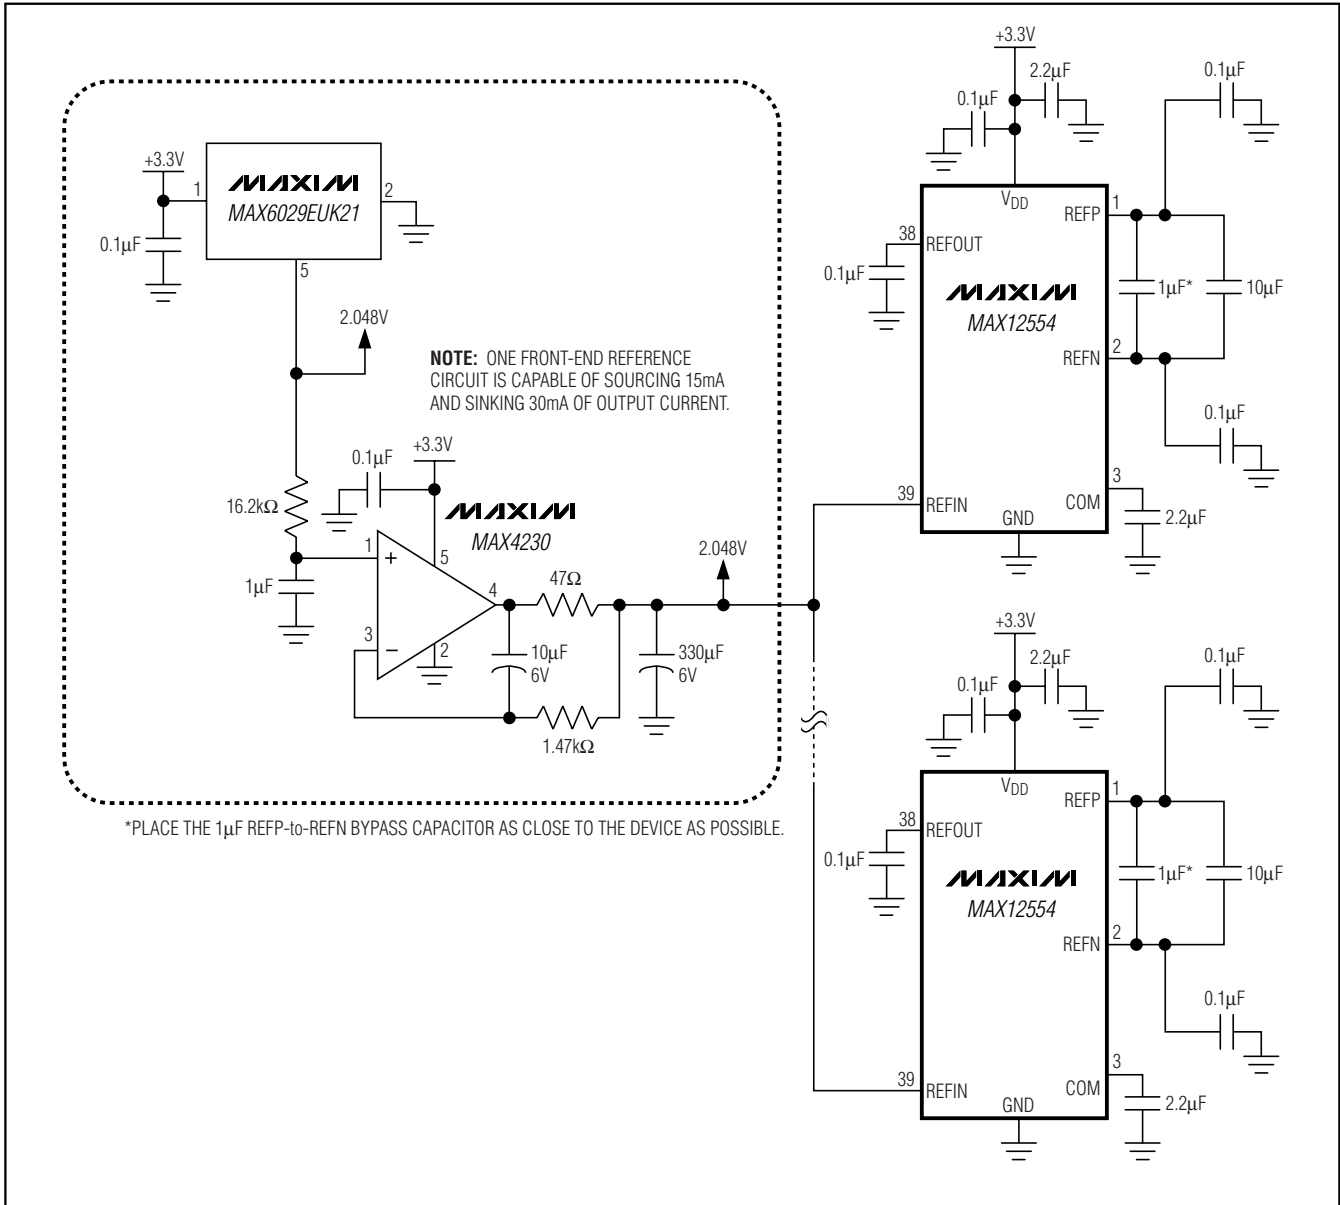 +3.3V
1
MAXIM
MAX6029EUK21
2
0.1µF
5
2.048V
NOTE: ONE FRONT-END REFERENCE
CIRCUIT IS CAPABLE OF SOURCING 15mA
AND SINKING 30mA OF OUTPUT CURRENT.
16.2kΩ
0.1µF
+3.3V
MAXIM
MAX4230
1
+
5
1µF
3
−
2
4
47Ω
10µF
6V
1.47kΩ
330µF
6V
2.048V
*PLACE THE 1µF REFP-to-REFN BYPASS CAPACITOR AS CLOSE TO THE DEVICE AS POSSIBLE.
+3.3V
2.2µF
0.1µF
0.1µF
VDD
REFP
1
38
REFOUT
0.1µF
MAXIM
MAX12554
1µF*
10µF
REFN
2
0.1µF
39
REFIN
GND
COM
3
2.2µF
+3.3V
2.2µF
0.1µF
0.1µF
VDD
REFP
1
38
REFOUT
0.1µF
MAXIM
MAX12554
1µF*
10µF
REFN
2
0.1µF
39
REFIN
GND
COM
3
2.2µF